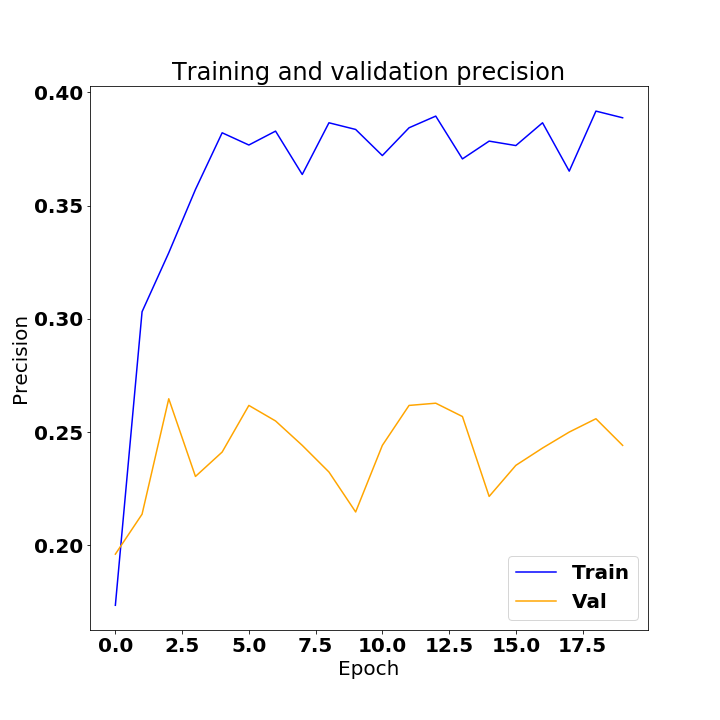 Training and validation precision
0.40
0.35
0.30
0.25
0.20
Precision
0.0 2.5 5.0 7.5 10.0 12.5 15.0 17.5
Epoch
Train
Val